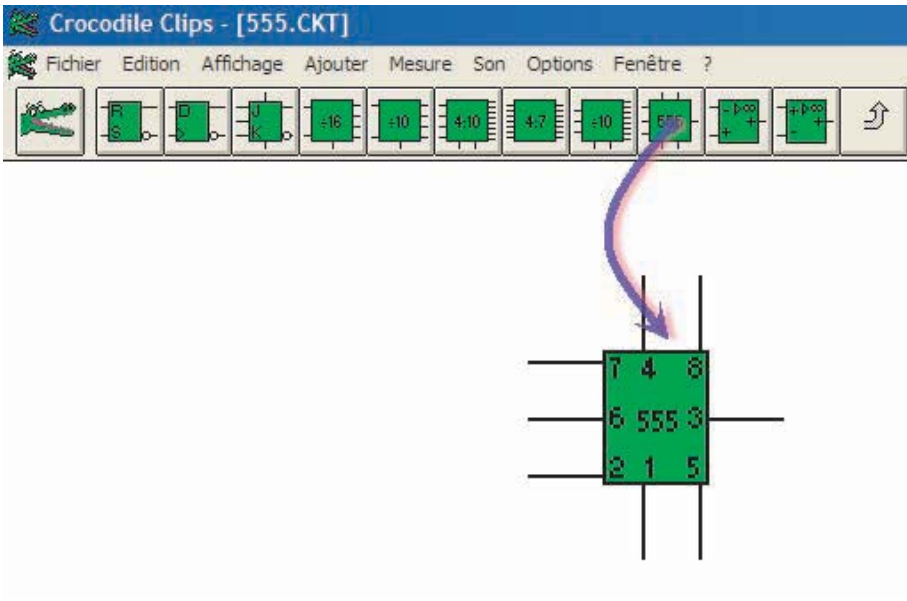 Crocodile Clips - [555.CKT]
Fichier Edition Affichage Ajouter Mesure Son Options Fenêtre ?
R S D J K ÷16 ÷10 4:10 4:7 ÷10 555 - ▷∞ + + + ▷∞ - +
7 4 8
6 555 3
2 1 5